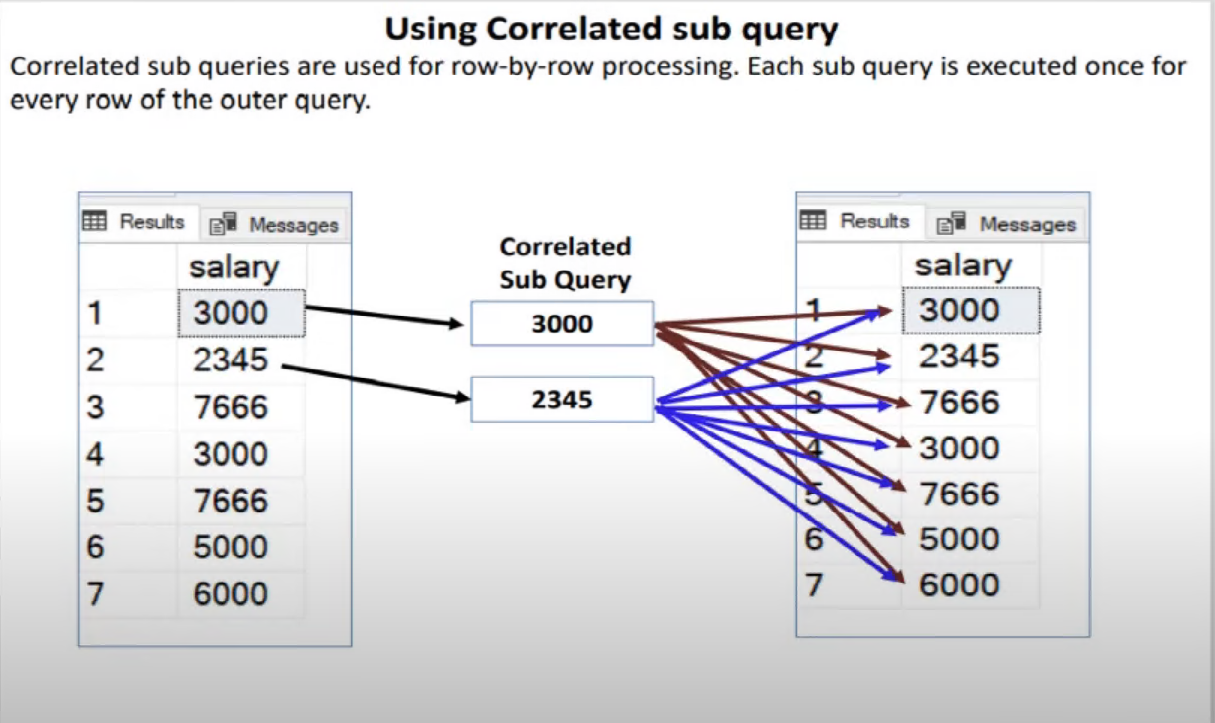 Using Correlated sub query
Correlated sub queries are used for row-by-row processing. Each sub query is executed once for
every row of the outer query.
Results Messages
salary
1 3000
2 2345
3 7666
4 3000
5 7666
6 5000
7 6000
Correlated
Sub Query
3000
2345
Results Messages
salary
1 3000
2 2345
3 7666
4 3000
5 7666
6 5000
7 6000